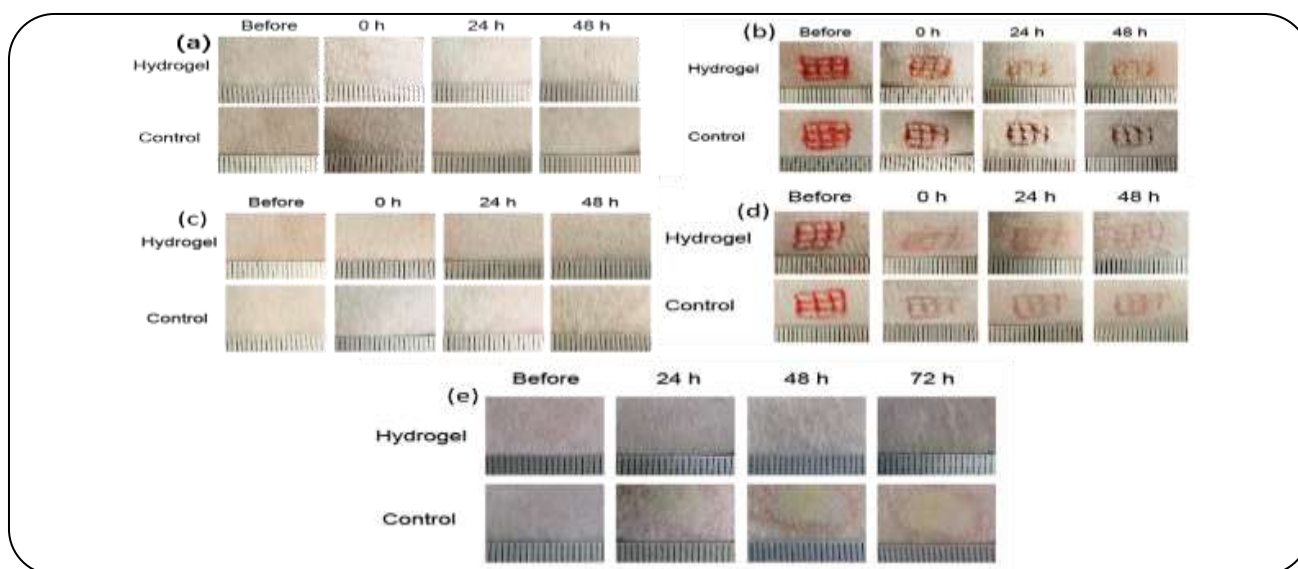 (a) Before 0 h 24 h 48 h
Hydrogel
Control
(b) Before 0 h 24 h 48 h
Hydrogel
Control
(c) Before 0 h 24 h 48 h
Hydrogel
Control
(d) Before 0 h 24 h 48 h
Hydrogel
Control
(e) Before 24 h 48 h 72 h
Hydrogel
Control